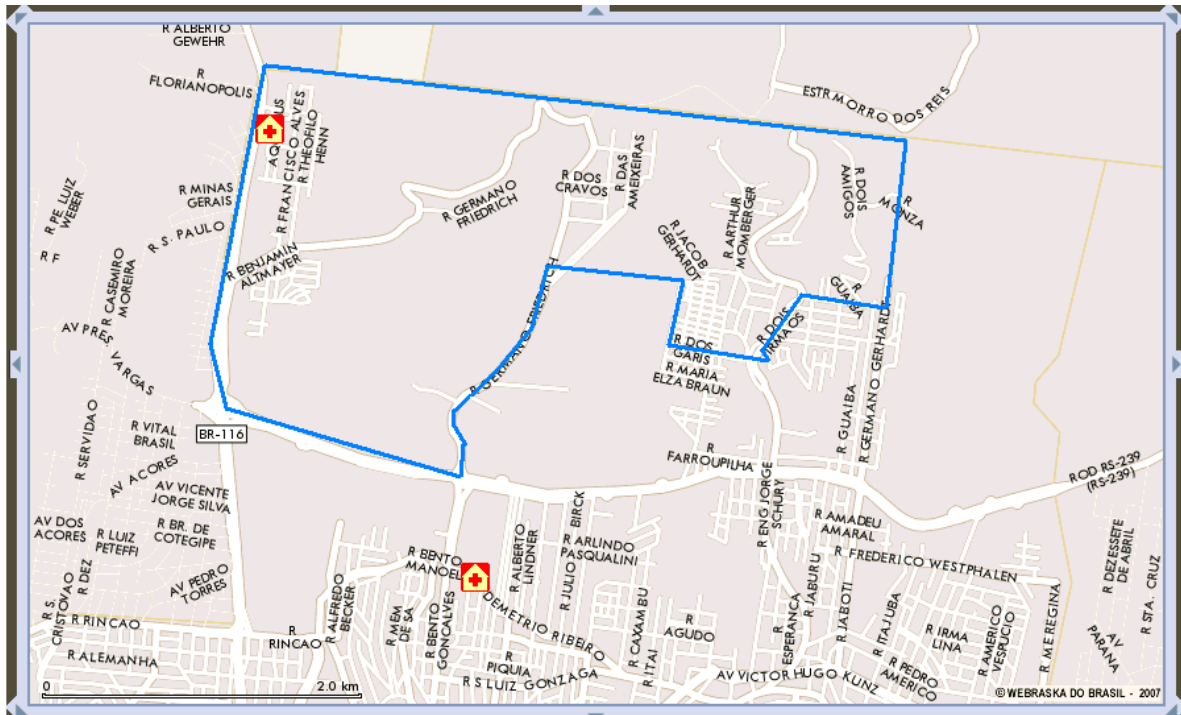 R ALBERTO
GEWEHR
R
FLORIANOPOLIS
ESTR MORRO DOS REIS
R FRANCISCO ALVES
R THEOFILO
HENN
R DAS
AMEIXEIRAS
R DOS
CRAVOS
R DOIS
AMIGOS
R
MONZA
R PE LUIZ
WEBER
R MINAS
GERAIS
R GERMANO
FRIEDRICH
R ARTHUR
MOMBERGER
R JACOB
GERHARDT
R S. PAULO
R F
R CASEMIRO
MOREIRA
R BENJAMIN
ALTMAYER
R GERMANO FRIEDRICH
R
GUAIBA
AV PRES VARGAS
R DOIS
IRMAOS
R DOS
GARIS
R MARIA
ELZA BRAUN
R GUAIBA
R GERMANO GERHARDT
R SERVIDAO
R VITAL
BRASIL
BR-116
AV ACORES
R
FARROUPILHA
ROD RS-239
(RS-239)
AV VICENTE
JORGE SILVA
R ENG JORGE
SCHURY
AV DOS
ACORES
R LUIZ
PETEFFI
R BR. DE
COTEGIPE
R JULIO BIRCK
R AMADEU
AMARAL
R ALBERTO
LINDNER
R ARLINDO
PASQUALINI
R FREDERICO WESTPHALEN
R DEZESSETE
DE ABRIL
R STA. CRUZ
R DEZ
R BENTO
MANOEL
AV PEDRO
TORRES
R S.
CRISTOVAO
R ALFREDO
BECKER
R MEM
DE SA
R BENTO
GONCALVES
DEMETRIO RIBEIRO
R CAXAMBU
R
AGUDO
R
ESPERANCA
R JABURU
R JABOTI
R ITAJUBA
R IRMA
LINA
R AMERICO
VESPUCIO
R M REGINA
AV
PARANA
R RINCAO
R
RINCAO
R ALEMANHA
R
PIQUIA
R S LUIZ GONZAGA
R ITAI
AV VICTOR HUGO KUNZ
R PEDRO
AMERICO
0 2.0 km
© WEBRASKA DO BRASIL - 2007